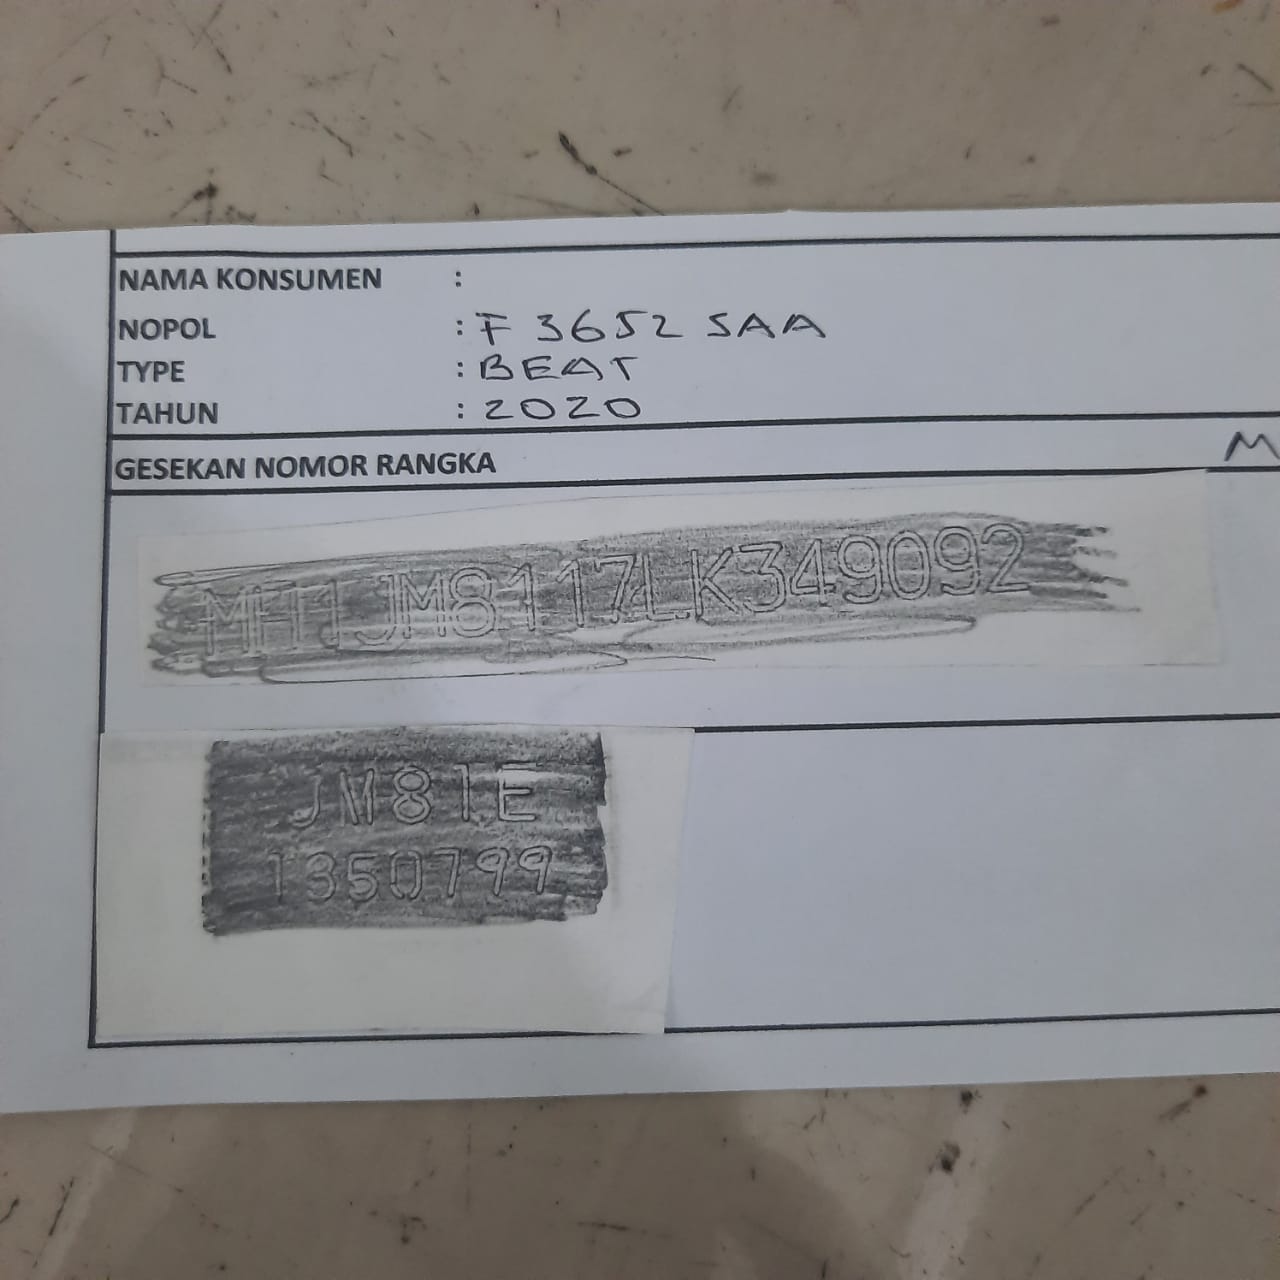 NAMA KONSUMEN :
NOPOL : F 3652 SAA
TYPE : BEAT
TAHUN : 2020
GESEKAN NOMOR RANGKA M
MH1JM8117LK349092
JM81E
1350799